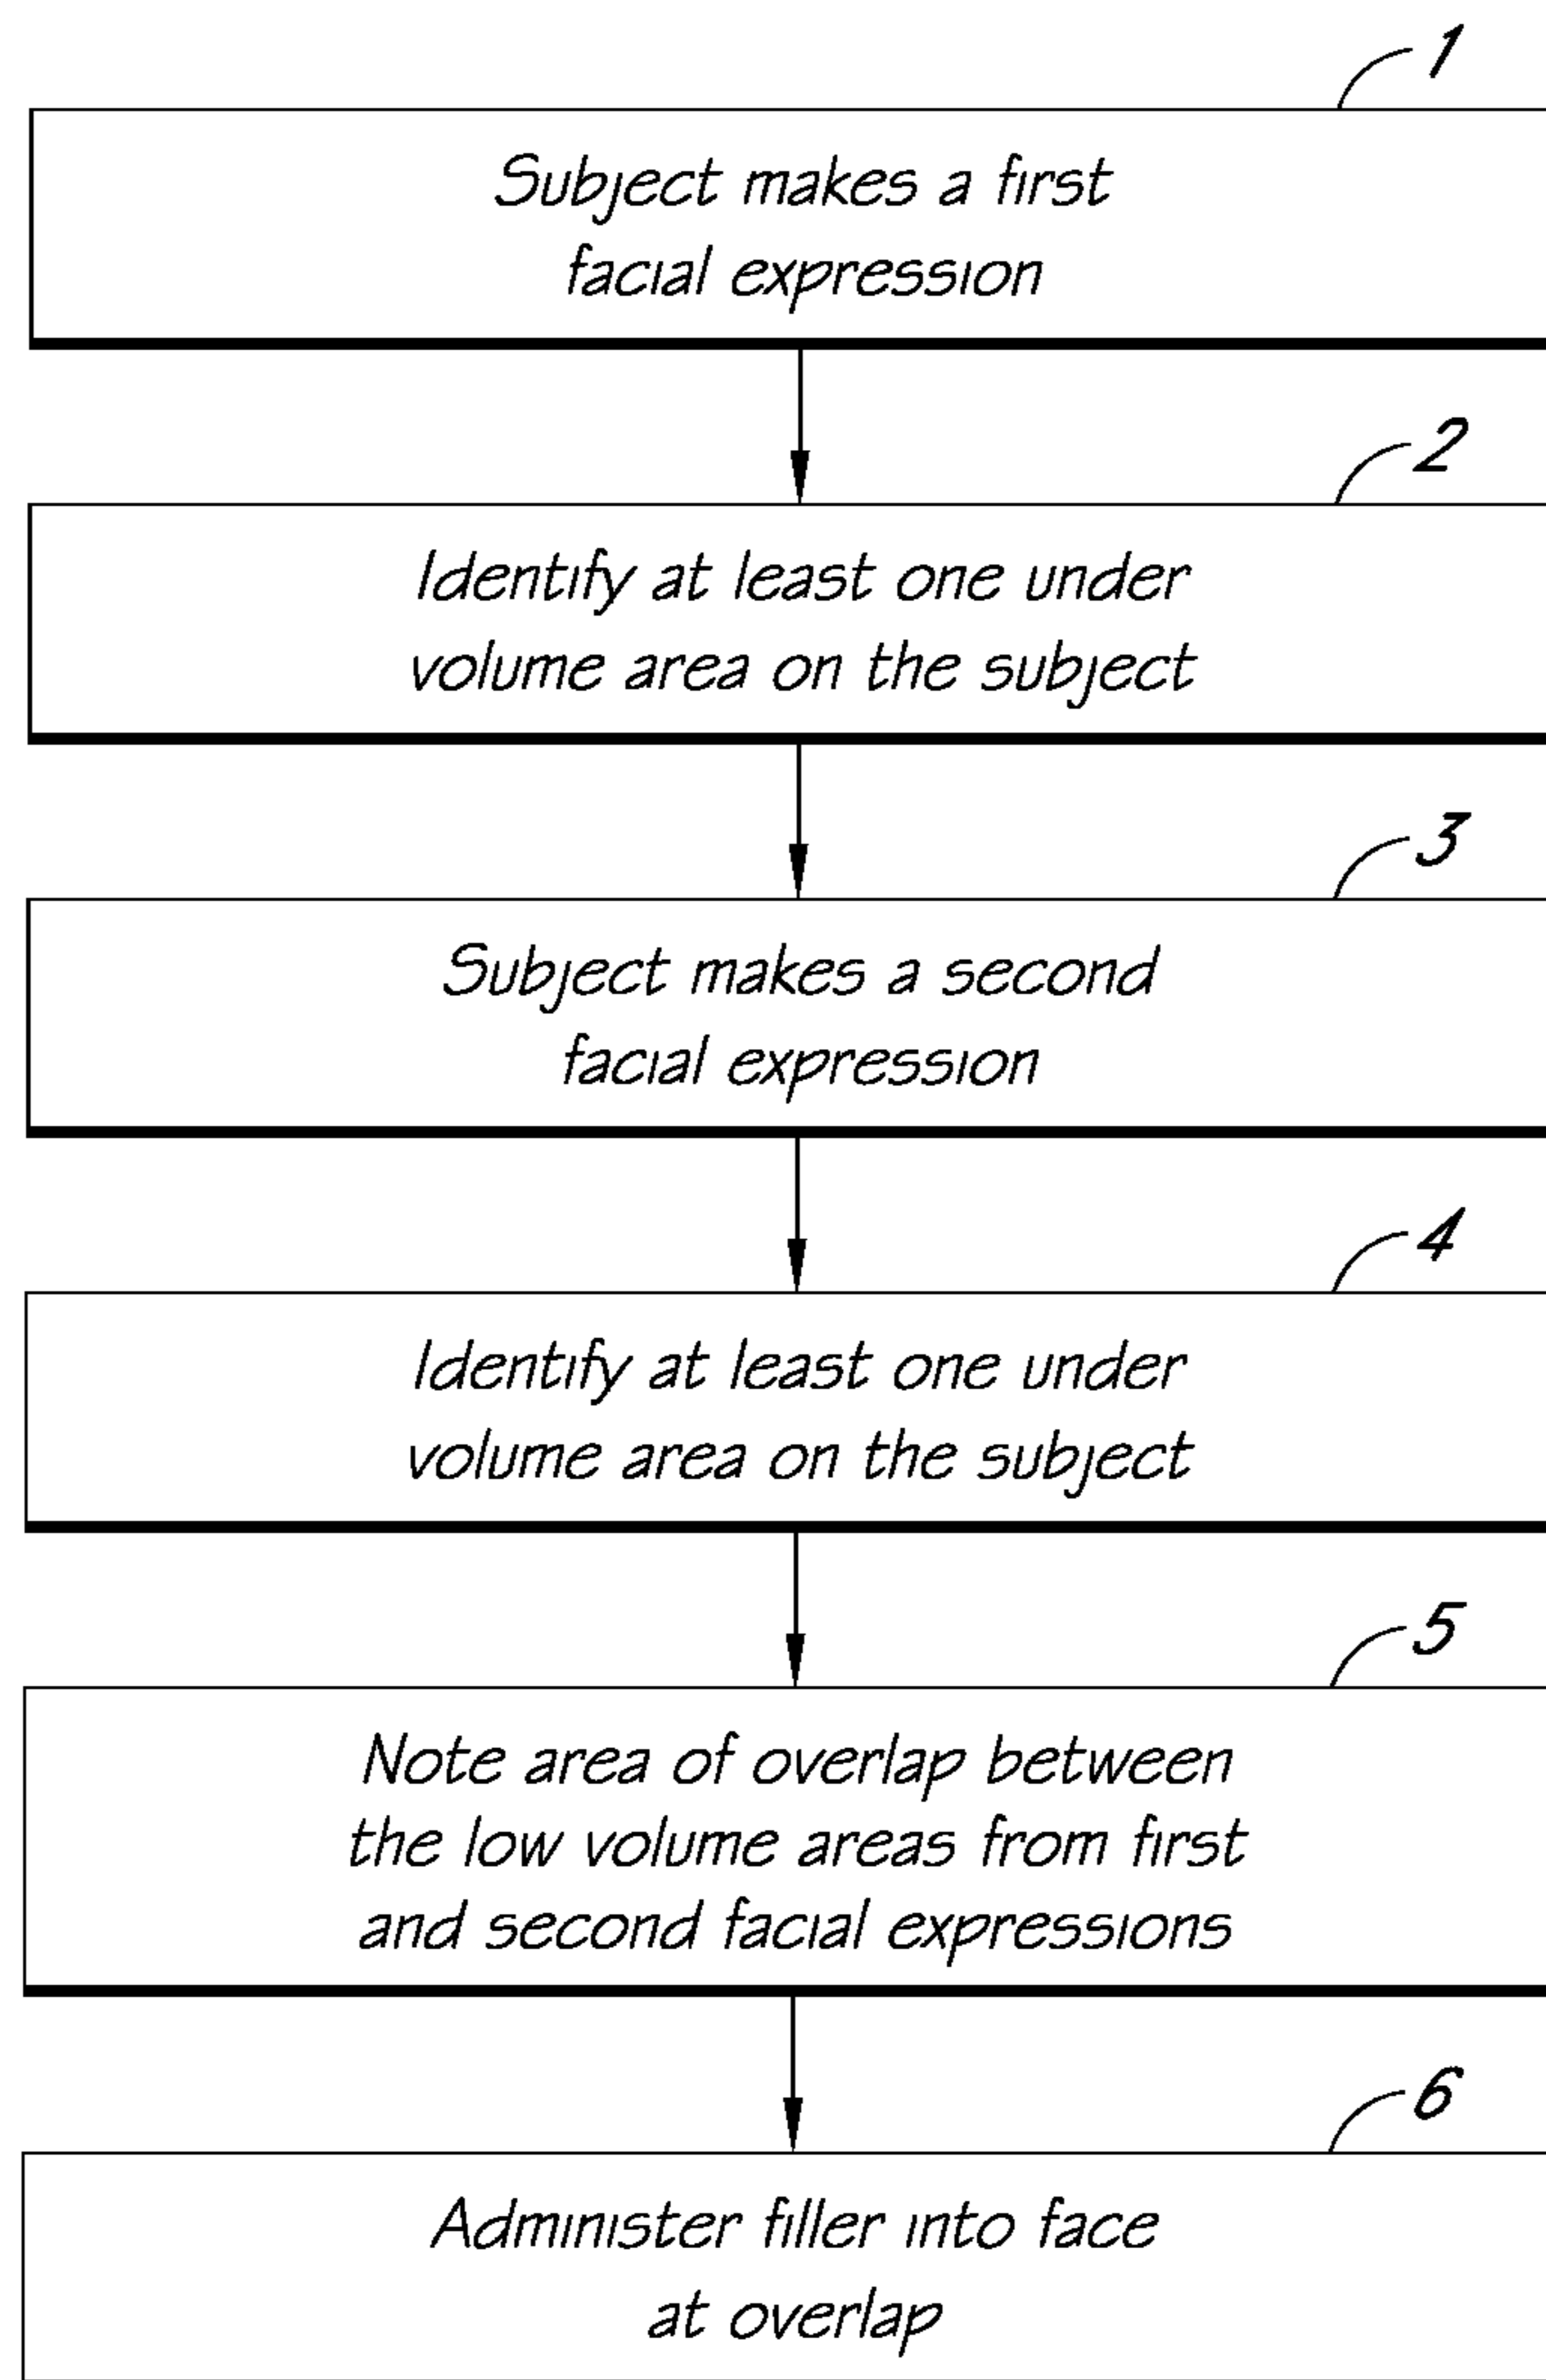 1
Subject makes a first
facial expression
2
Identify at least one under
volume area on the subject
3
Subject makes a second
facial expression
4
Identify at least one under
volume area on the subject
5
Note area of overlap between
the low volume areas from first
and second facial expressions
6
Administer filler into face
at overlap